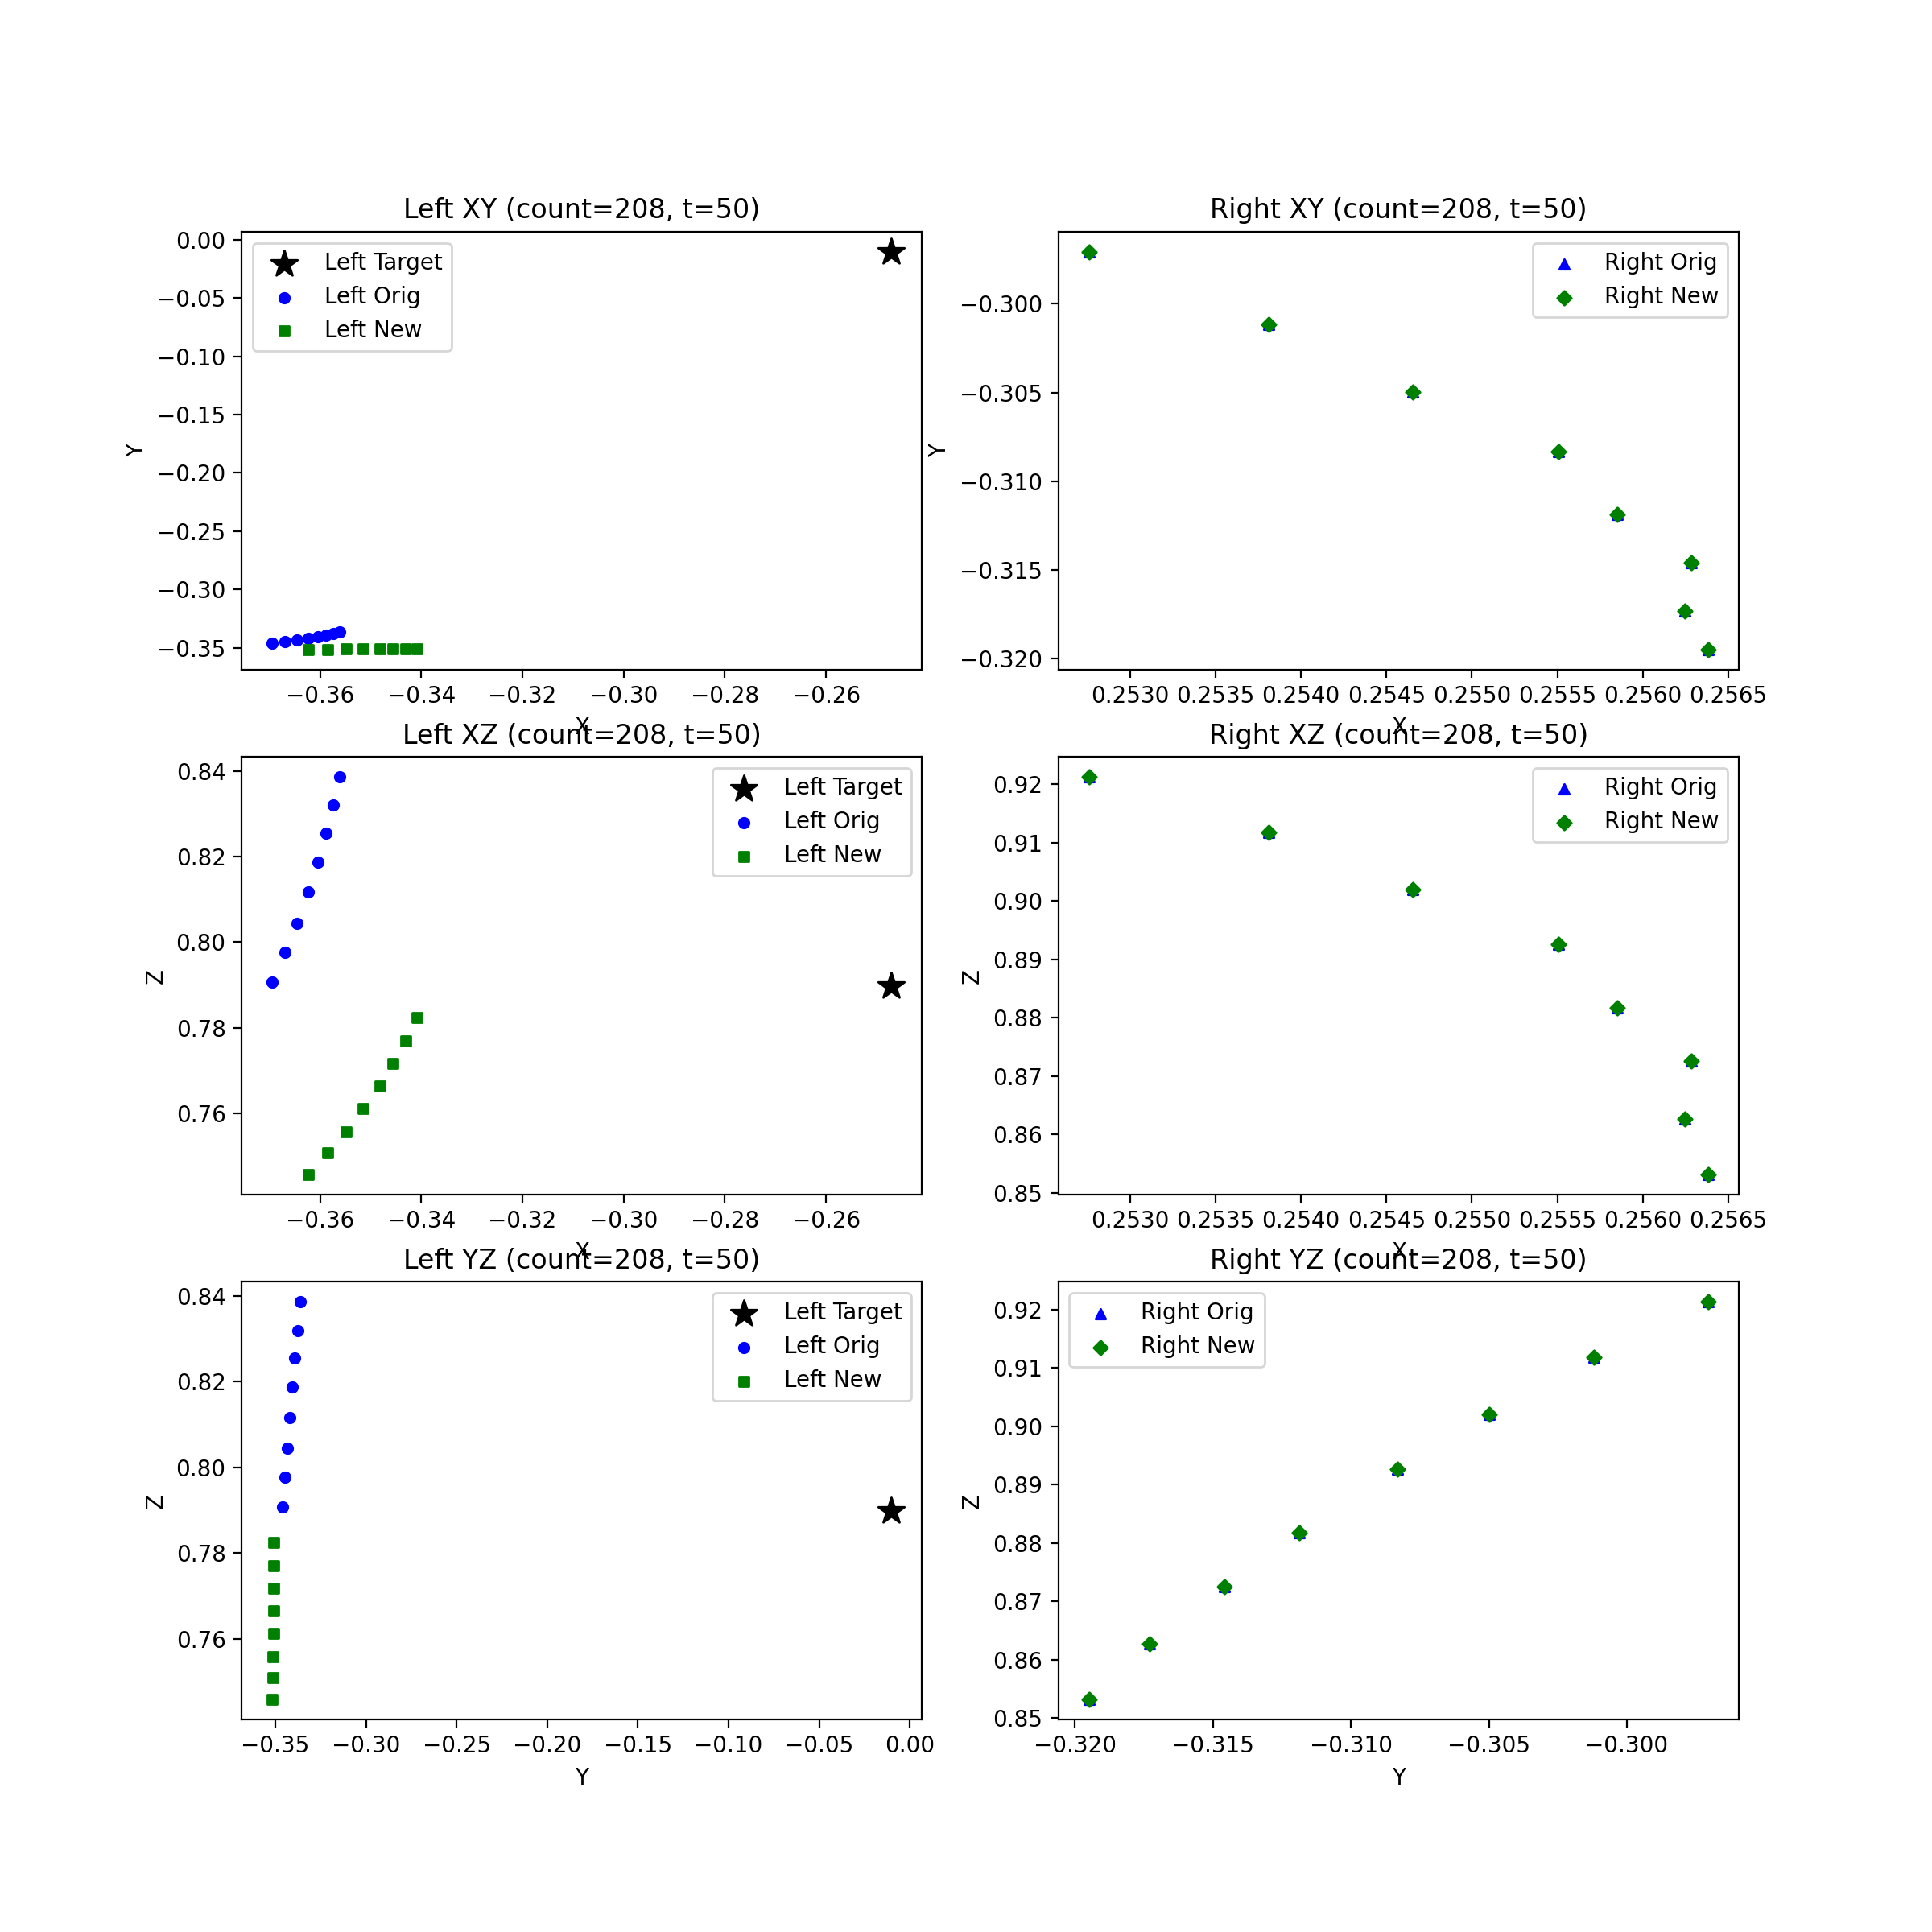 Left XY (count=208, t=50)
0.00
−0.05
−0.10
−0.15
−0.20
−0.25
−0.30
−0.35
Y
Left Target
Left Orig
Left New
−0.36 −0.34 −0.32 −0.30 −0.28 −0.26
X
Right XY (count=208, t=50)
−0.300
−0.305
−0.310
−0.315
−0.320
Y
Right Orig
Right New
0.2530 0.2535 0.2540 0.2545 0.2550 0.2555 0.2560 0.2565
X
Left XZ (count=208, t=50)
0.84
0.82
0.80
0.78
0.76
Z
Left Target
Left Orig
Left New
−0.36 −0.34 −0.32 −0.30 −0.28 −0.26
X
Right XZ (count=208, t=50)
0.92
0.91
0.90
0.89
0.88
0.87
0.86
0.85
Z
Right Orig
Right New
0.2530 0.2535 0.2540 0.2545 0.2550 0.2555 0.2560 0.2565
X
Left YZ (count=208, t=50)
0.84
0.82
0.80
0.78
0.76
Z
Left Target
Left Orig
Left New
−0.35 −0.30 −0.25 −0.20 −0.15 −0.10 −0.05 0.00
Y
Right YZ (count=208, t=50)
0.92
0.91
0.90
0.89
0.88
0.87
0.86
0.85
Z
Right Orig
Right New
−0.320 −0.315 −0.310 −0.305 −0.300
Y